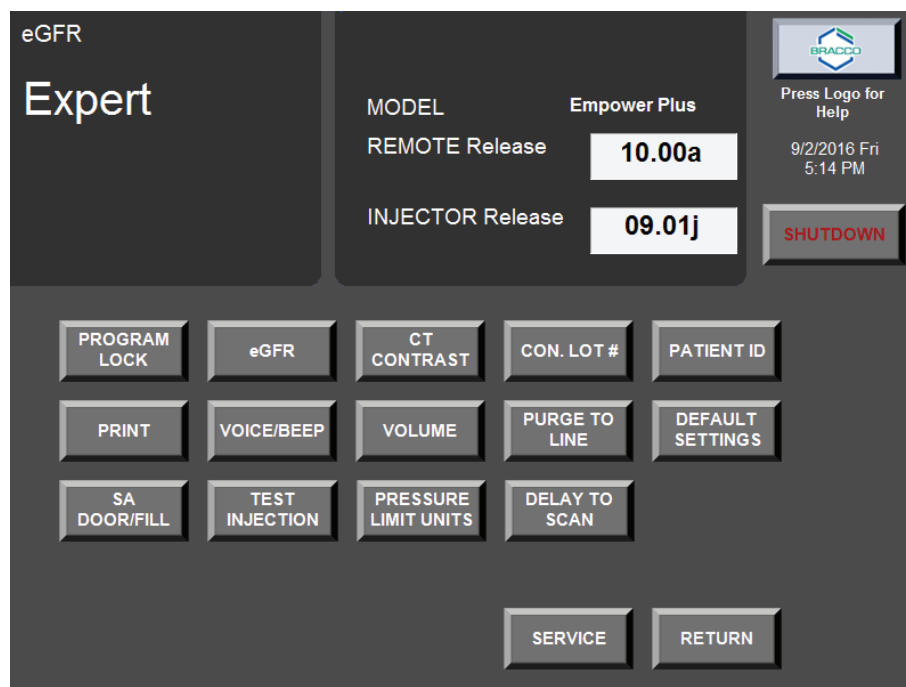 eGFR
Expert
MODEL Empower Plus
REMOTE Release 10.00a
INJECTOR Release 09.01j
BRACCO
Press Logo for
Help
9/2/2016 Fri
5:14 PM
SHUTDOWN
PROGRAM
LOCK
eGFR
CT
CONTRAST
CON. LOT #
PATIENT ID
PRINT
VOICE/BEEP
VOLUME
PURGE TO
LINE
DEFAULT
SETTINGS
SA
DOOR/FILL
TEST
INJECTION
PRESSURE
LIMIT UNITS
DELAY TO
SCAN
SERVICE
RETURN